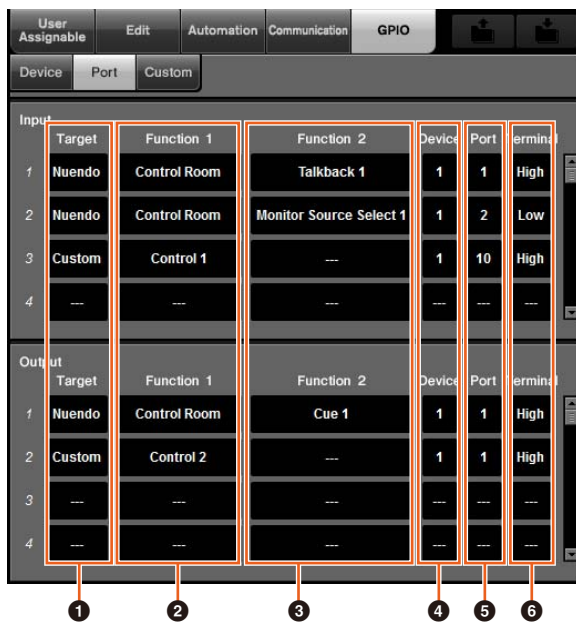 User Assignable Edit Automation Communication GPIO
Device Port Custom
Input
Target Function 1 Function 2 Device Port Terminal
1 Nuendo Control Room Talkback 1 1 1 High
2 Nuendo Control Room Monitor Source Select 1 1 2 Low
3 Custom Control 1 --- 1 10 High
4 --- --- --- --- --- ---
Output
Target Function 1 Function 2 Device Port Terminal
1 Nuendo Control Room Cue 1 1 1 High
2 Custom Control 2 --- 1 1 High
3 --- --- --- --- --- ---
4 --- --- --- --- --- ---
1 2 3 4 5 6